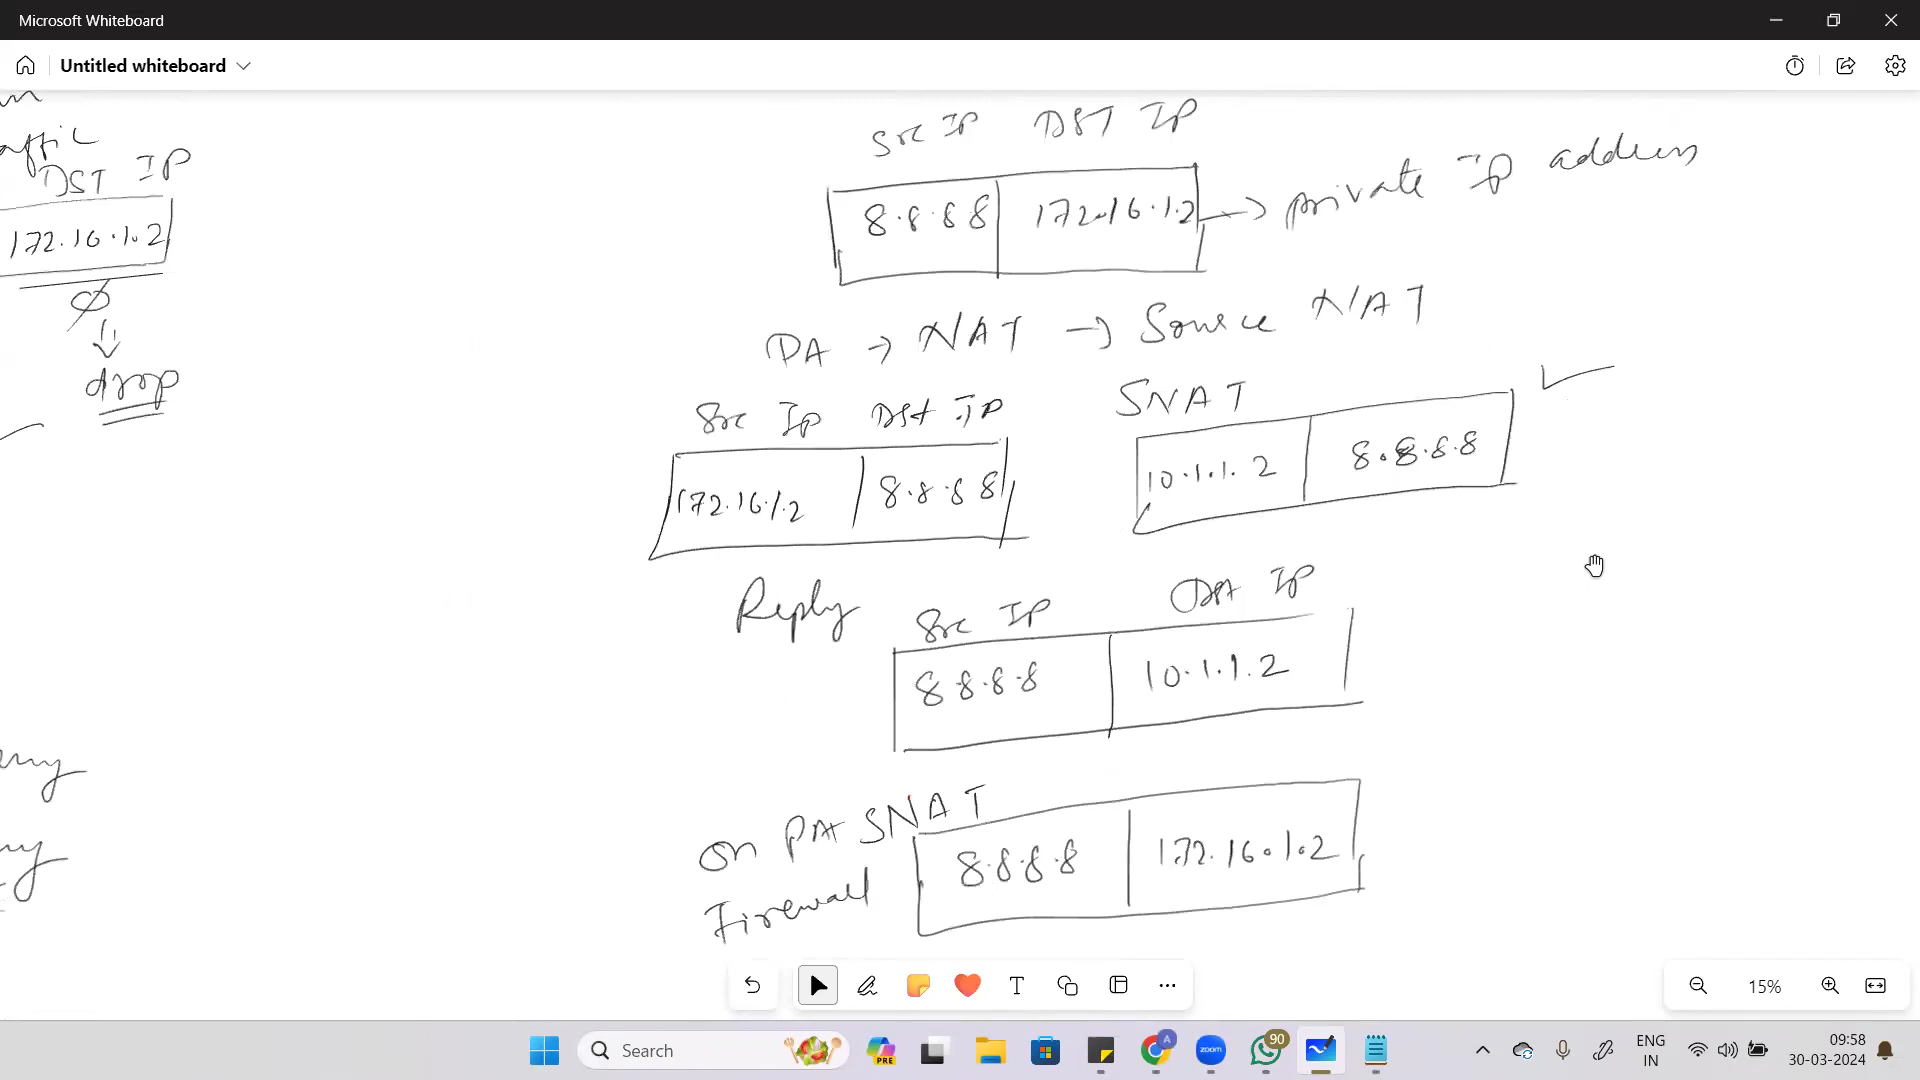 Microsoft Whiteboard
Untitled whiteboard
DST IP
172.16.1.2
drop
Src IP DST IP
8.8.8.8 172.16.1.2 → private Ip address
PA → NAT → Source NAT
Src Ip Dst IP
172.16.1.2 8.8.8.8
SNAT
10.1.1.2 8.8.8.8
Reply
Src IP Dst Ip
8.8.8.8 10.1.1.2
On PA SNAT
Firewall
8.8.8.8 172.16.1.2
15%
Search
PRE
A
zoom
90
ENG
IN
09:58
30-03-2024